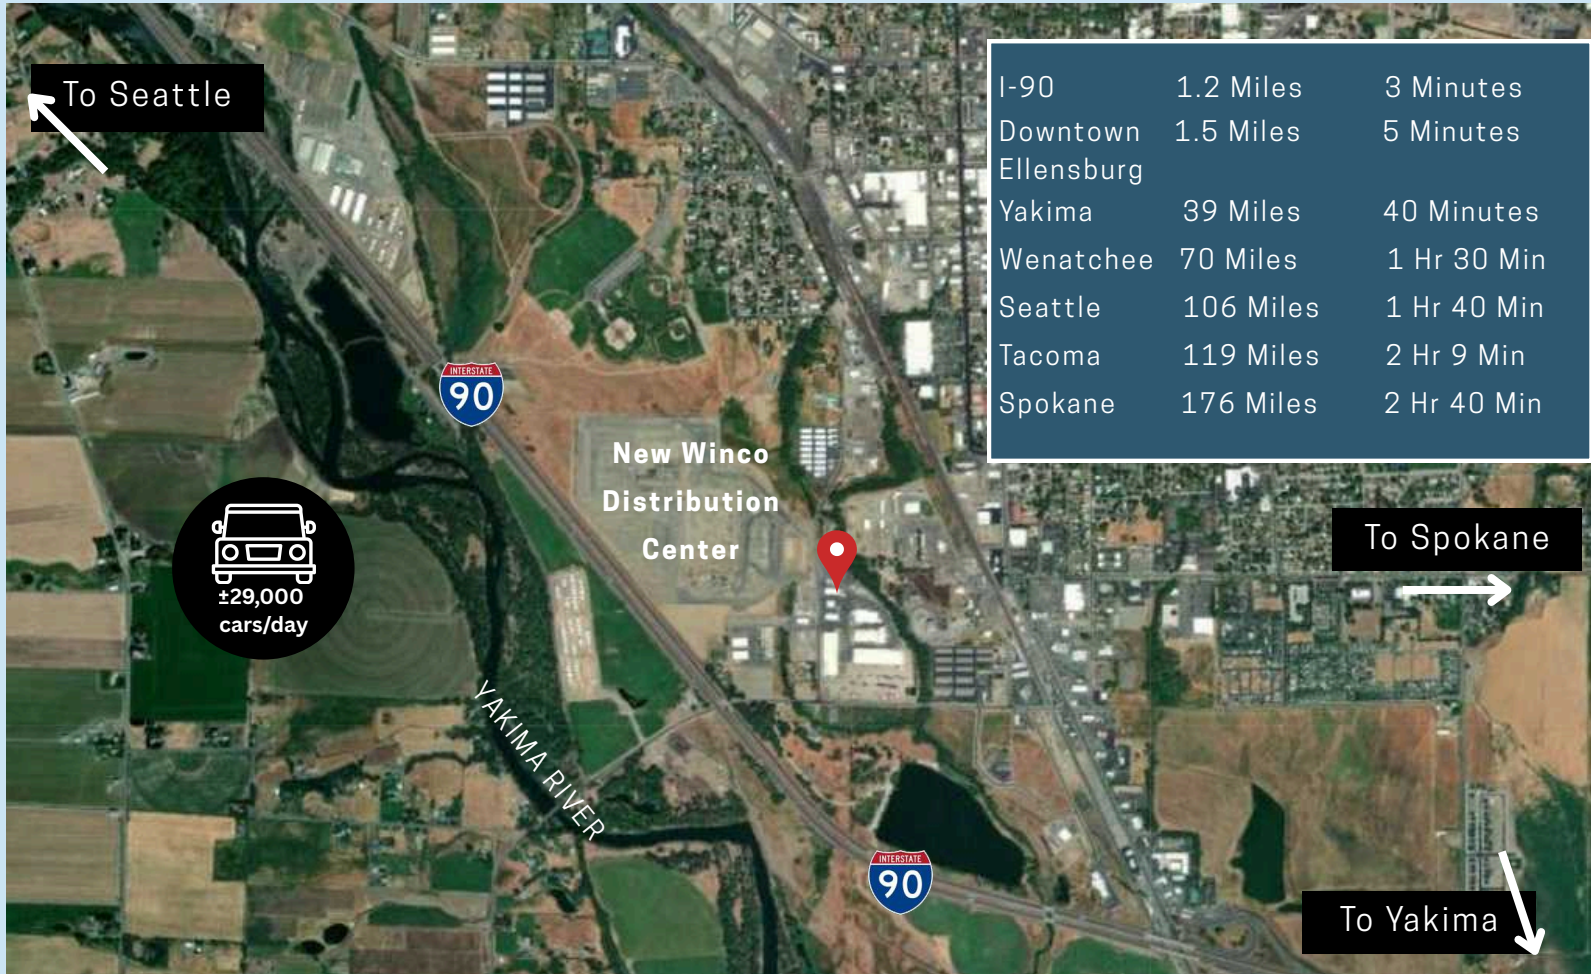 To Seattle
I-90 1.2 Miles 3 Minutes
Downtown 1.5 Miles 5 Minutes
Ellensburg
Yakima 39 Miles 40 Minutes
Wenatchee 70 Miles 1 Hr 30 Min
Seattle 106 Miles 1 Hr 40 Min
Tacoma 119 Miles 2 Hr 9 Min
Spokane 176 Miles 2 Hr 40 Min
INTERSTATE
90
New Winco
Distribution
Center
To Spokane
±29,000
cars/day
YAKIMA RIVER
INTERSTATE
90
To Yakima